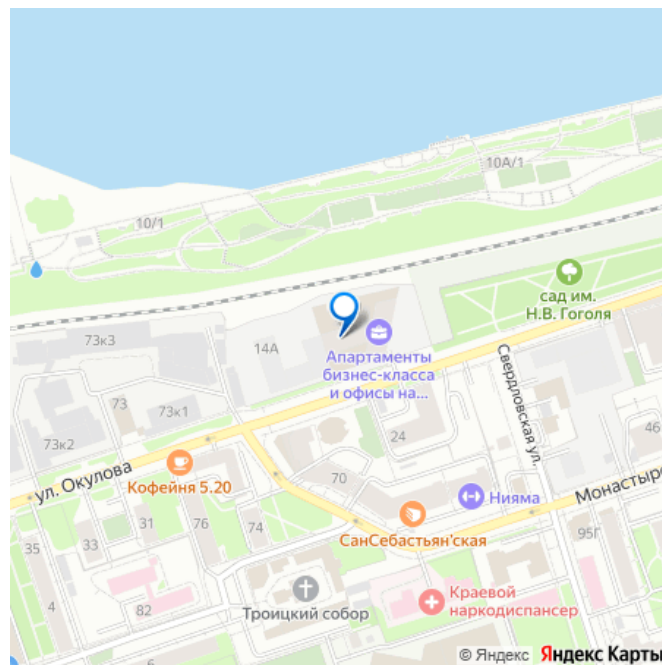 10А/1
10/1
сад им.
Н.В. Гоголя
73к3
14А
Апартаменты
бизнес-класса
и офисы на...
Свердловская ул.
73
73к1
73к2
24
46
ул. Окулова
Кофейня 5.20
70
Нияма
Монастыр
СанСебастьян'ская
31
76
74
35
33
95Г
4
82
Троицкий собор
Краевой
наркодиспансер
6
© Яндекс Яндекс Карты